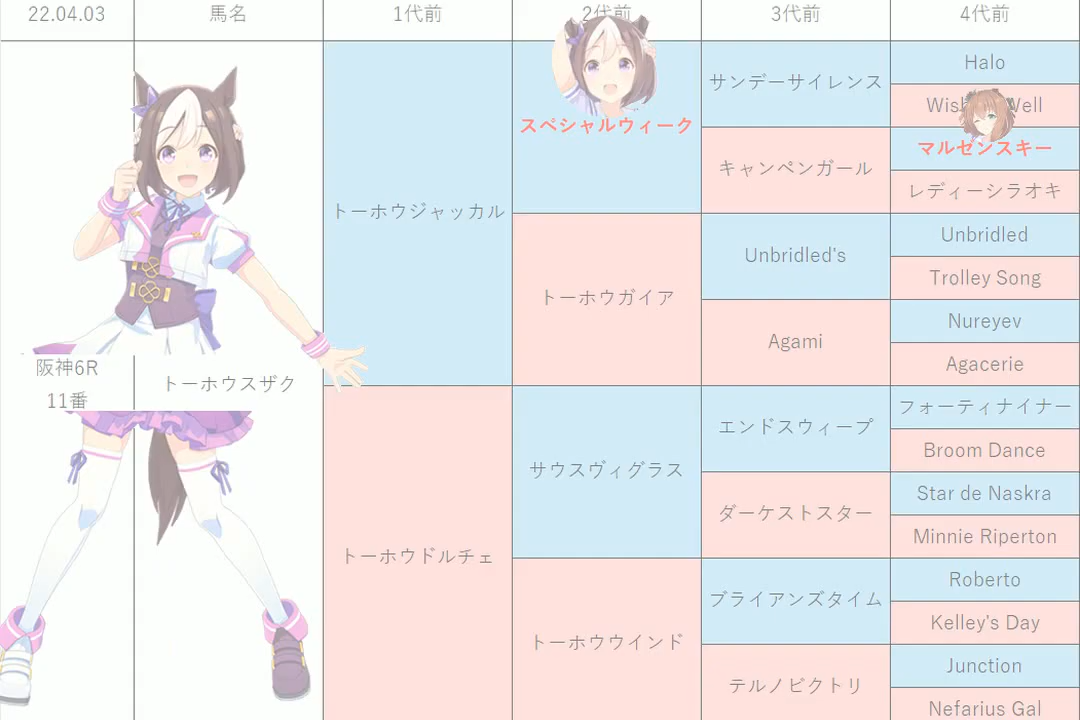 22.04.03 馬名 1代前 2代前 3代前 4代前
阪神6R
11番
トーホウスザク
トーホウジャッカル
トーホウドルチェ
スペシャルウィーク
トーホウガイア
サウスヴィグラス
トーホウウインド
サンデーサイレンス
キャンペンガール
Unbridled's
Agami
エンドスウィープ
ダーケストスター
ブライアンズタイム
テルノビクトリ
Halo
Wish Well
マルゼンスキー
レディーシラオキ
Unbridled
Trolley Song
Nureyev
Agacerie
フォーティナイナー
Broom Dance
Star de Naskra
Minnie Riperton
Roberto
Kelley's Day
Junction
Nefarius Gal